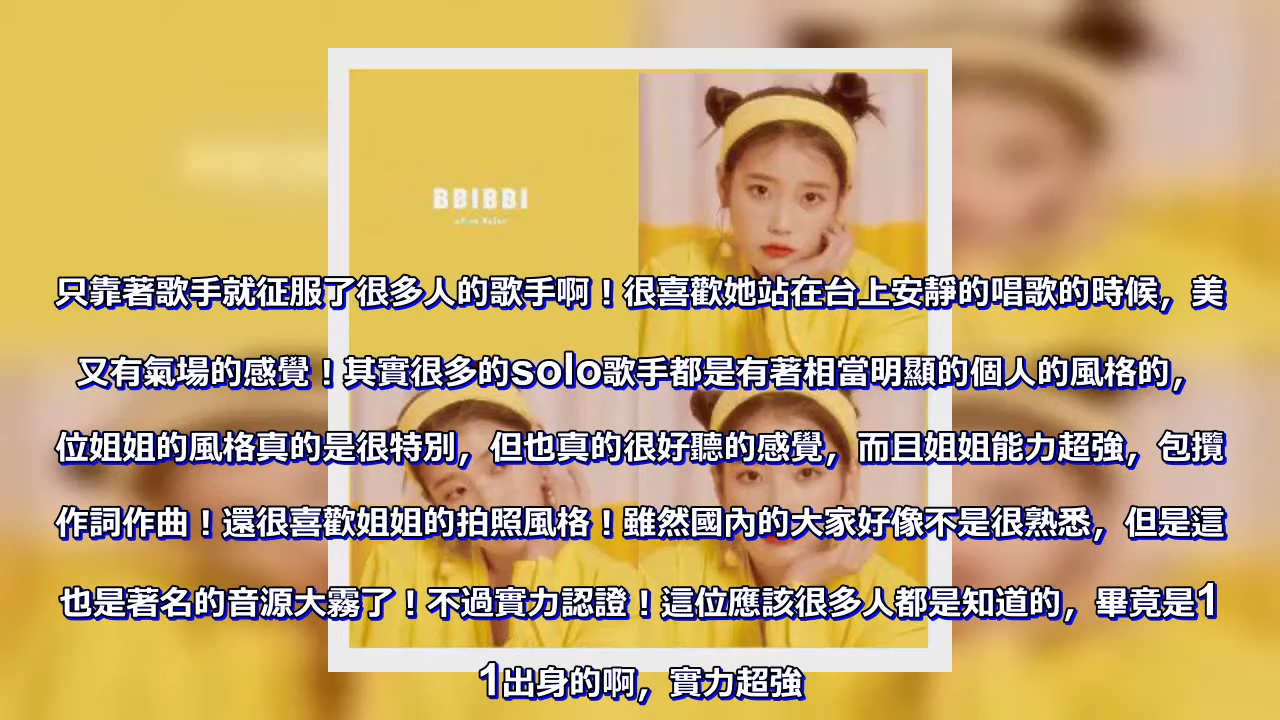 BBIBBI
只靠著歌手就征服了很多人的歌手啊！很喜歡她站在台上安靜的唱歌的時候，美
又有氣場的感覺！其實很多的solo歌手都是有著相當明顯的個人的風格的，
位姐姐的風格真的是很特別，但也真的很好聽的感覺，而且姐姐能力超強，包攬
作詞作曲！還很喜歡姐姐的拍照風格！雖然國內的大家好像不是很熟悉，但是這
也是著名的音源大霧了！不過實力認證！這位應該很多人都是知道的，畢竟是1
1出身的啊，實力超強